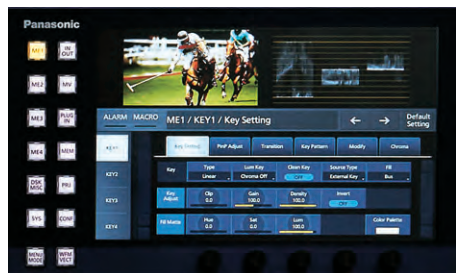 Panasonic
ME1
IN
OUT
ME2
MV
ME3
PLUG
IN
ME4
MEM
DSK
MISC
PRJ
SYS
CONF
MENU
MODE
WFM
VECT
ALARM MACRO ME1 / KEY1 / Key Setting ← → Default
Setting
KEY1 Key Setting PinP Adjust Transition Key Pattern Modify Chroma
KEY2
KEY3
KEY4
Key
Type Lum Key Clean Key Source Type Fill
Linear Chroma Off OFF External Key Bus
Key
Adjust
Clip Gain Density Invert
0.0 100.0 100.0 OFF
Fill Matte
Hue Sat Lum Color Palette
0.0 0.0 100.0